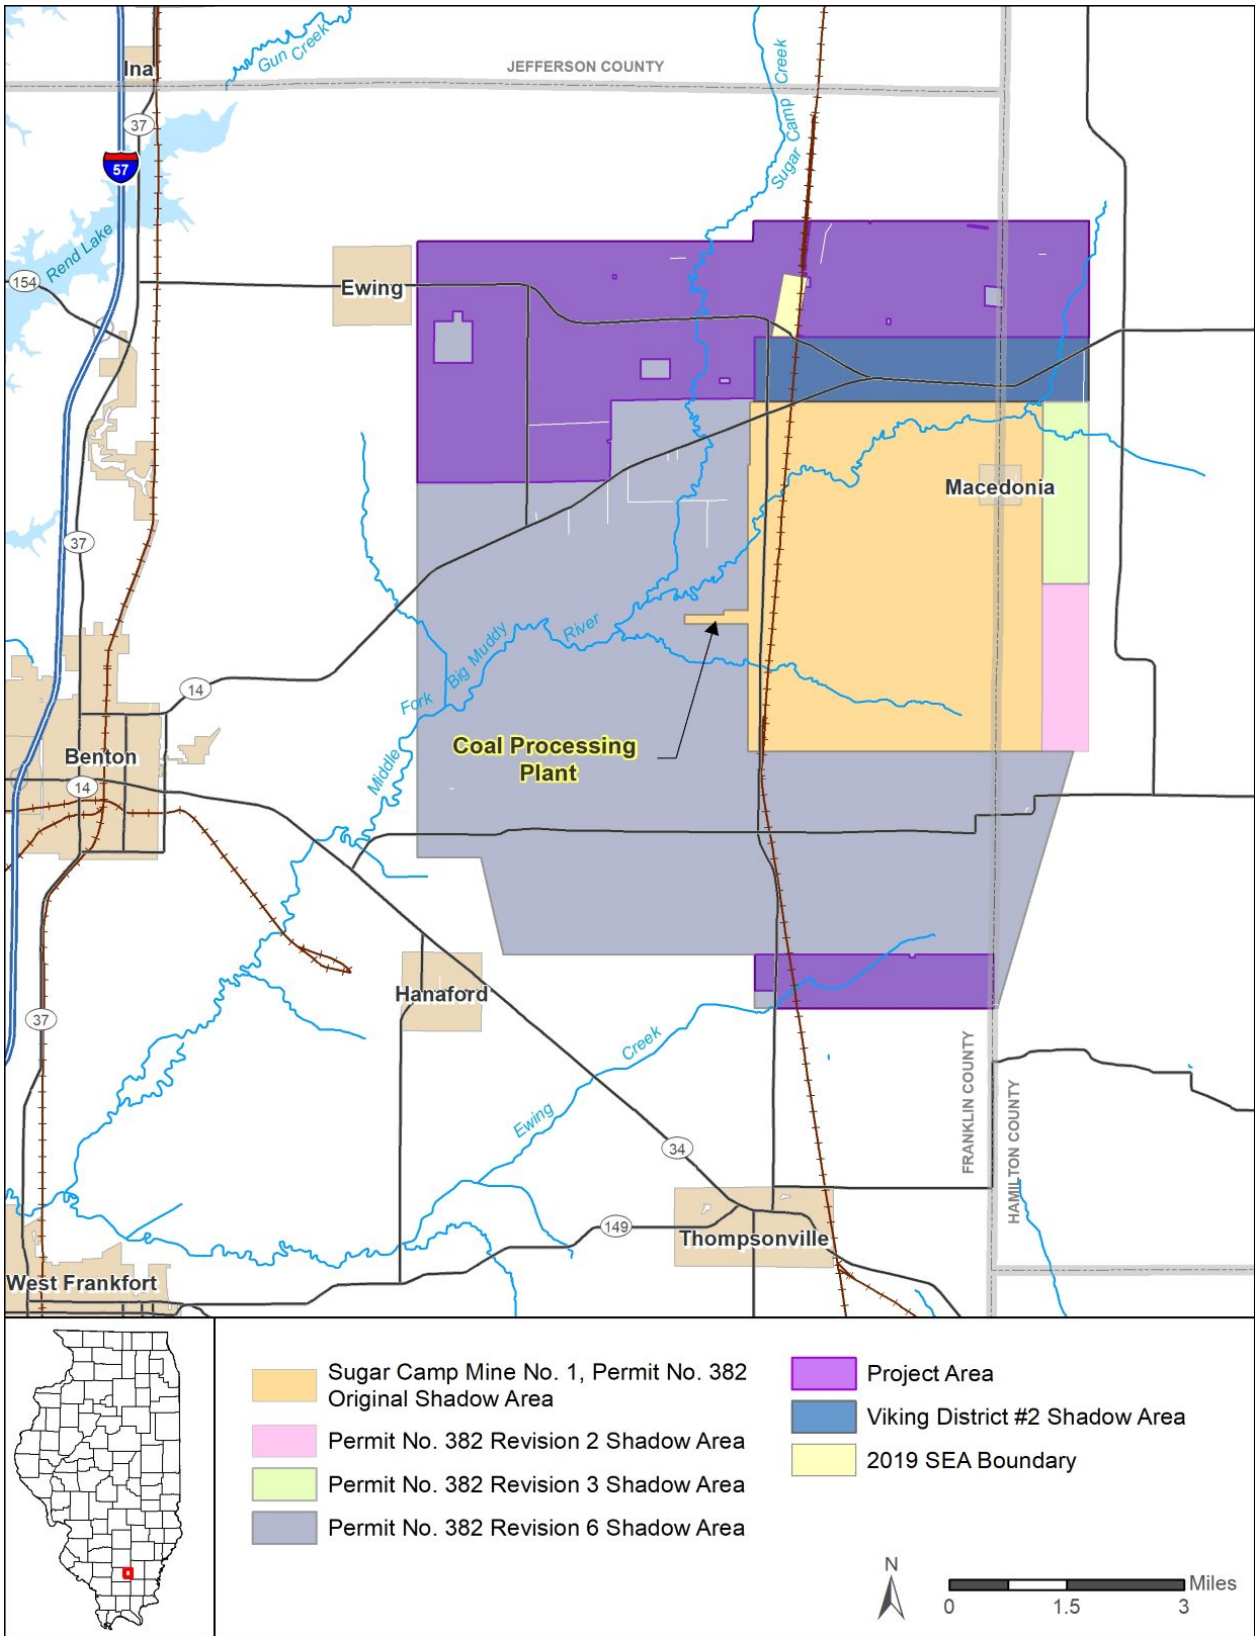 Gun Creek
Ina
JEFFERSON COUNTY
Sugar Camp Creek
37
57
Rend Lake
154
Ewing
Macedonia
37
14
Middle Fork Big Muddy River
Coal Processing
Plant
Benton
14
Hanaford
37
Ewing Creek
FRANKLIN COUNTY
HAMILTON COUNTY
34
149
Thompsonville
West Frankfort
Sugar Camp Mine No. 1, Permit No. 382
Original Shadow Area
Permit No. 382 Revision 2 Shadow Area
Permit No. 382 Revision 3 Shadow Area
Permit No. 382 Revision 6 Shadow Area
Project Area
Viking District #2 Shadow Area
2019 SEA Boundary
N
Miles
0 1.5 3